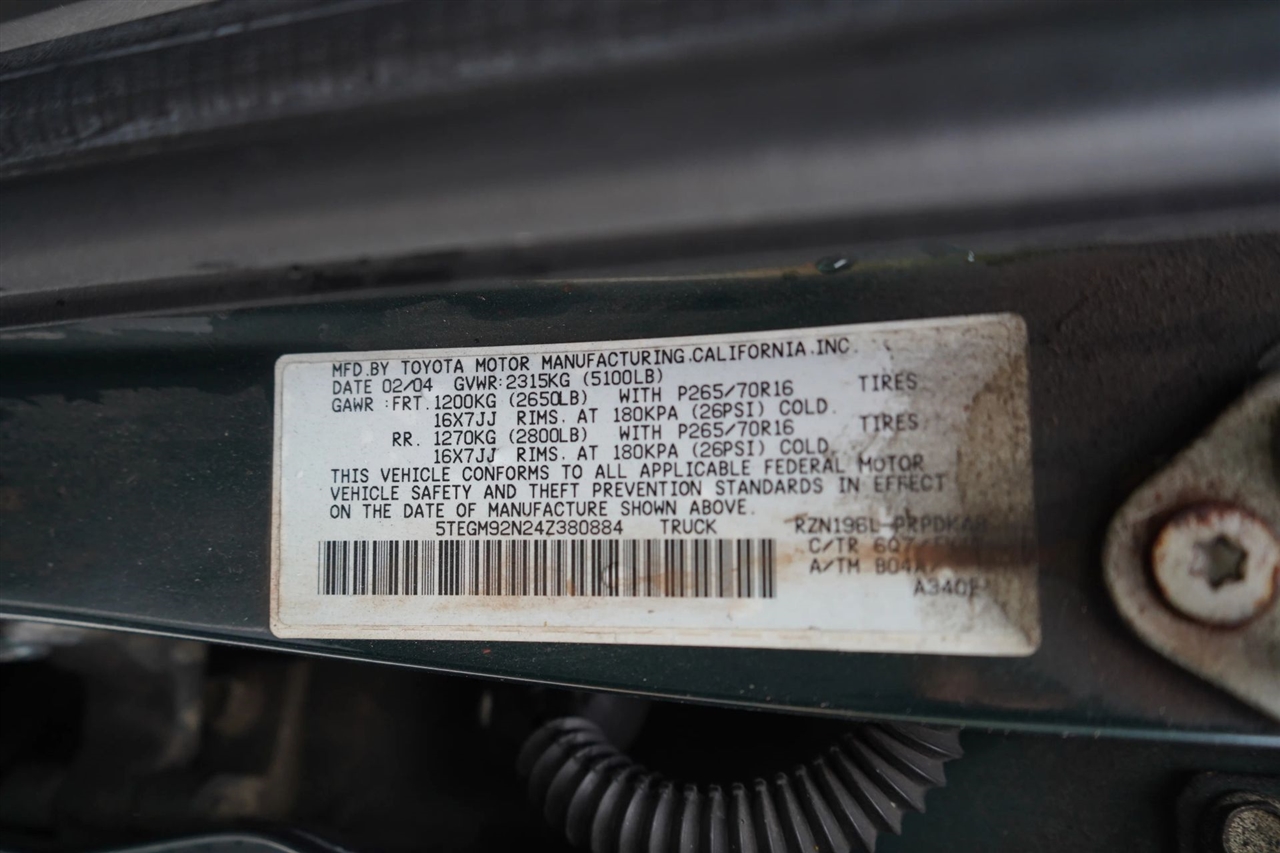 MFD.BY TOYOTA MOTOR MANUFACTURING,CALIFORNIA,INC.
DATE 02/04 GVWR:2315KG (5100LB)
GAWR :FRT.1200KG (2650LB) WITH P265/70R16 TIRES
16X7JJ RIMS. AT 180KPA (26PSI) COLD.
RR. 1270KG (2800LB) WITH P265/70R16 TIRES
16X7JJ RIMS. AT 180KPA (26PSI) COLD.
THIS VEHICLE CONFORMS TO ALL APPLICABLE FEDERAL MOTOR
VEHICLE SAFETY AND THEFT PREVENTION STANDARDS IN EFFECT
ON THE DATE OF MANUFACTURE SHOWN ABOVE.
5TEGM92N24Z380884 TRUCK
C/TR
A/TM